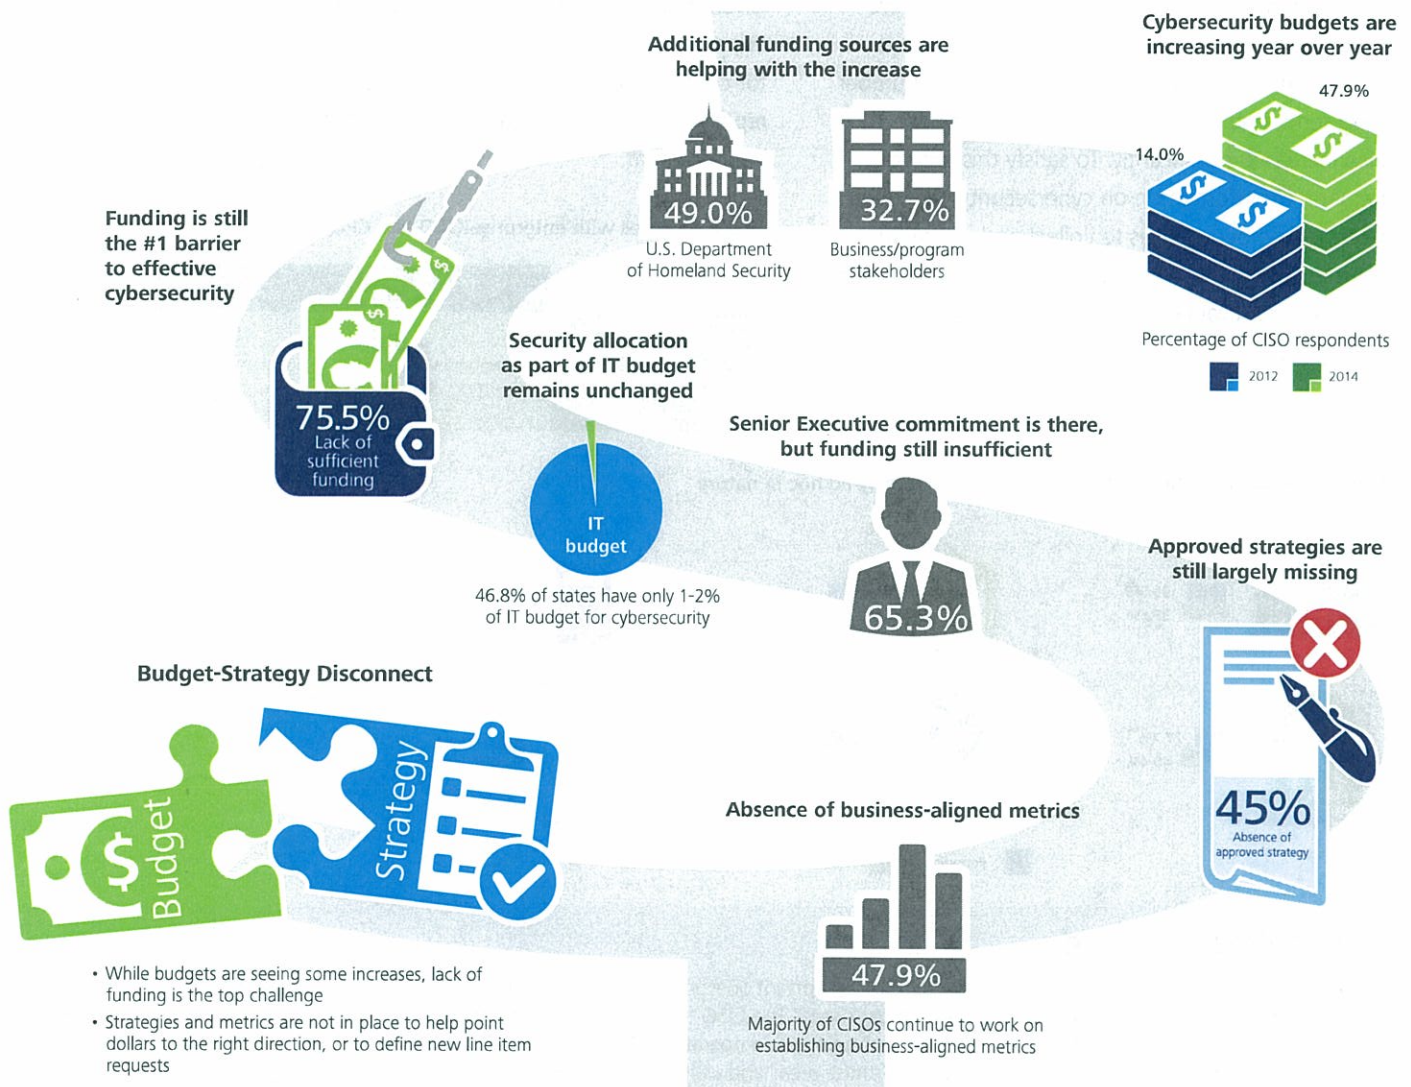 Cybersecurity budgets are
increasing year over year
47.9%
14.0%
Percentage of CISO respondents
2012
2014
Additional funding sources are
helping with the increase
49.0%
U.S. Department
of Homeland Security
32.7%
Business/program
stakeholders
Funding is still
the #1 barrier
to effective
cybersecurity
75.5%
Lack of
sufficient
funding
Security allocation
as part of IT budget
remains unchanged
IT
budget
46.8% of states have only 1-2%
of IT budget for cybersecurity
Senior Executive commitment is there,
but funding still insufficient
65.3%
Approved strategies are
still largely missing
45%
Absence of
approved strategy
Absence of business-aligned metrics
47.9%
Majority of CISOs continue to work on
establishing business-aligned metrics
Budget-Strategy Disconnect
$
Budget
Strategy
• While budgets are seeing some increases, lack of
funding is the top challenge
• Strategies and metrics are not in place to help point
dollars to the right direction, or to define new line item
requests